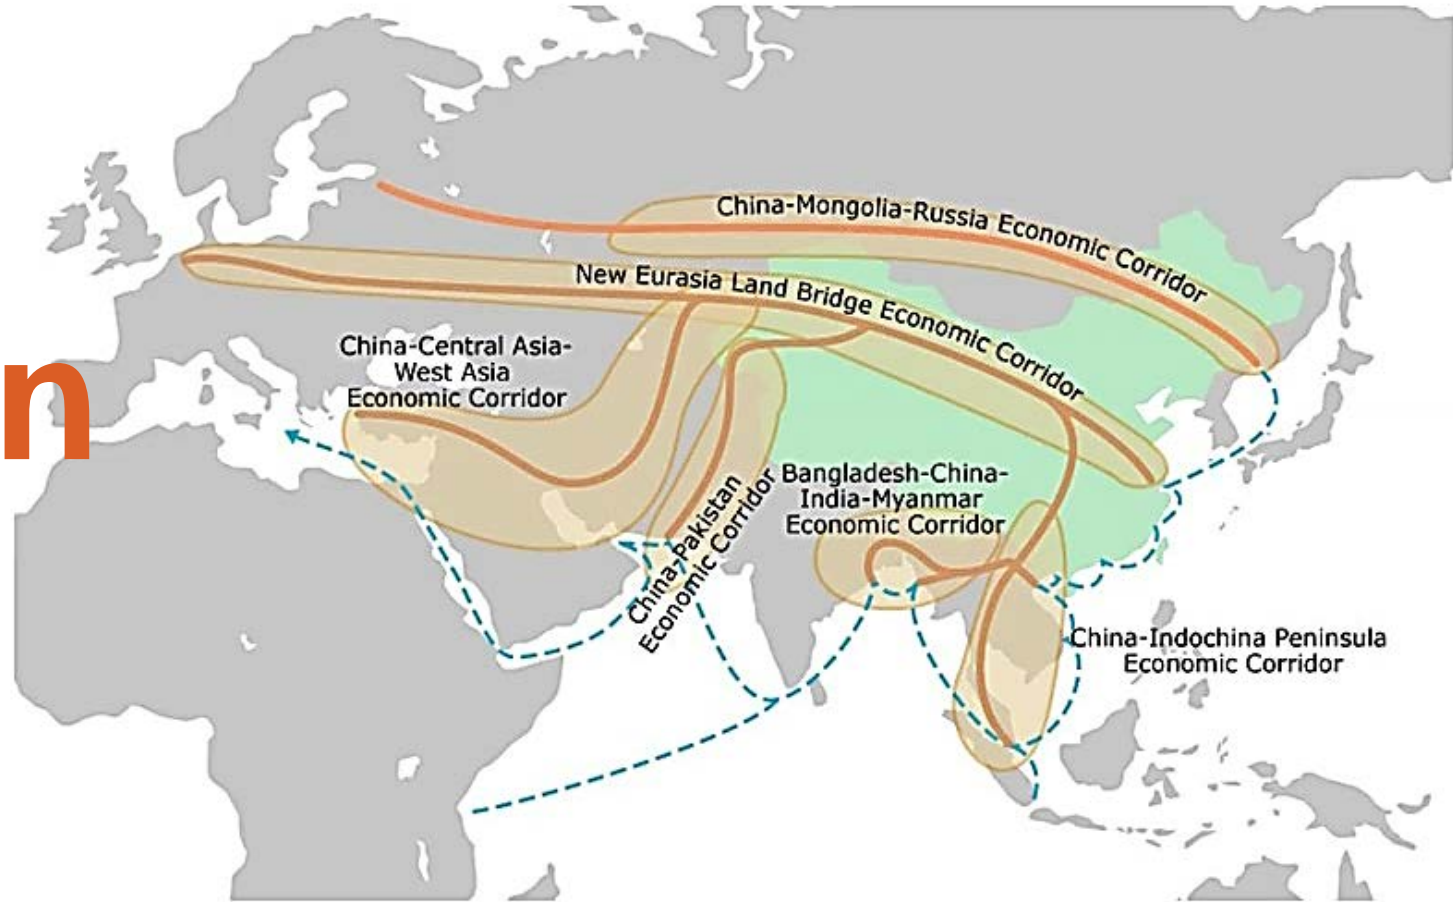 China-Mongolia-Russia Economic Corridor
New Eurasia Land Bridge Economic Corridor
China-Central Asia-
West Asia
Economic Corridor
n
China-Pakistan
Economic Corridor
Bangladesh-China-
India-Myanmar
Economic Corridor
China-Indochina Peninsula
Economic Corridor